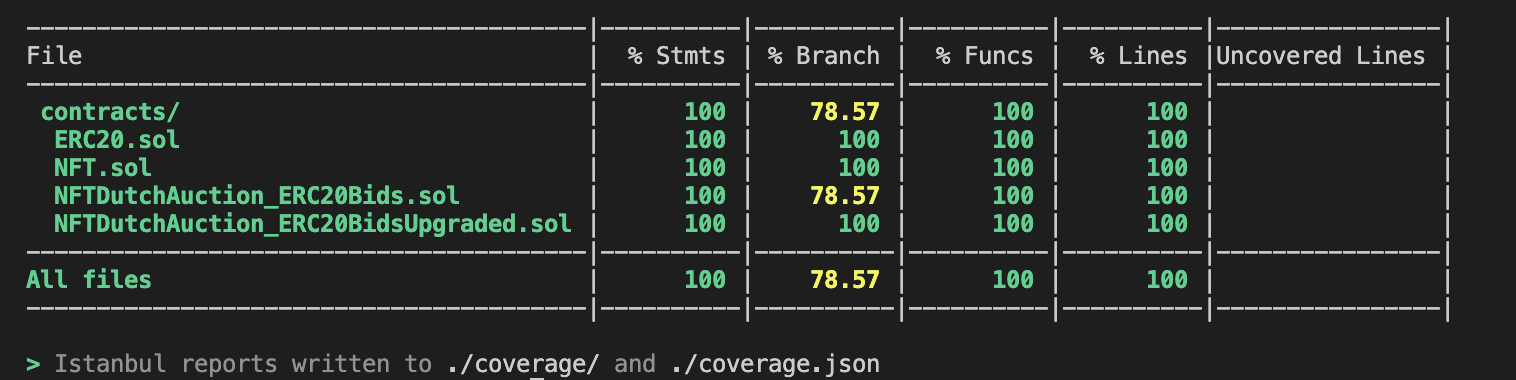 File | % Stmts | % Branch | % Funcs | % Lines |Uncovered Lines |
contracts/ | 100 | 78.57 | 100 | 100 | |
ERC20.sol | 100 | 100 | 100 | 100 | |
NFT.sol | 100 | 100 | 100 | 100 | |
NFTDutchAuction_ERC20Bids.sol | 100 | 78.57 | 100 | 100 | |
NFTDutchAuction_ERC20BidsUpgraded.sol | 100 | 100 | 100 | 100 | |
All files | 100 | 78.57 | 100 | 100 | |
> Istanbul reports written to ./coverage/ and ./coverage.json